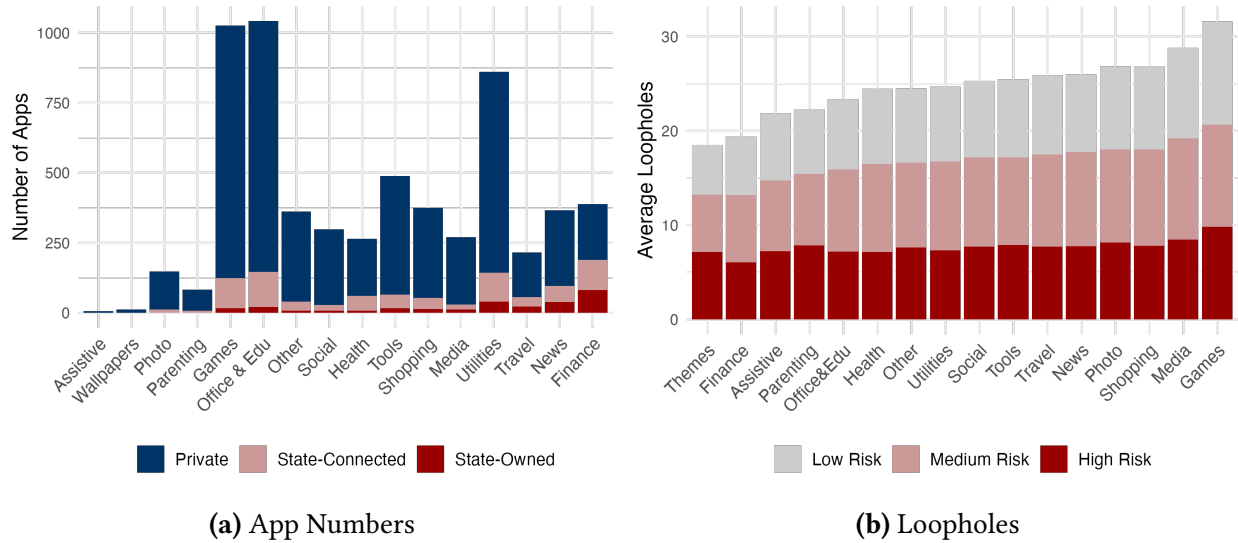 Number of Apps
1000
750
500
250
0
Assistive
Wallpapers
Photo
Parenting
Games
Office & Edu
Other
Social
Health
Tools
Shopping
Media
Utilities
Travel
News
Finance
Private State-Connected State-Owned
(a) App Numbers
Average Loopholes
30
20
10
0
Themes
Finance
Assistive
Parenting
Office&Edu
Health
Other
Utilities
Social
Tools
Travel
News
Photo
Shopping
Media
Games
Low Risk Medium Risk High Risk
(b) Loopholes